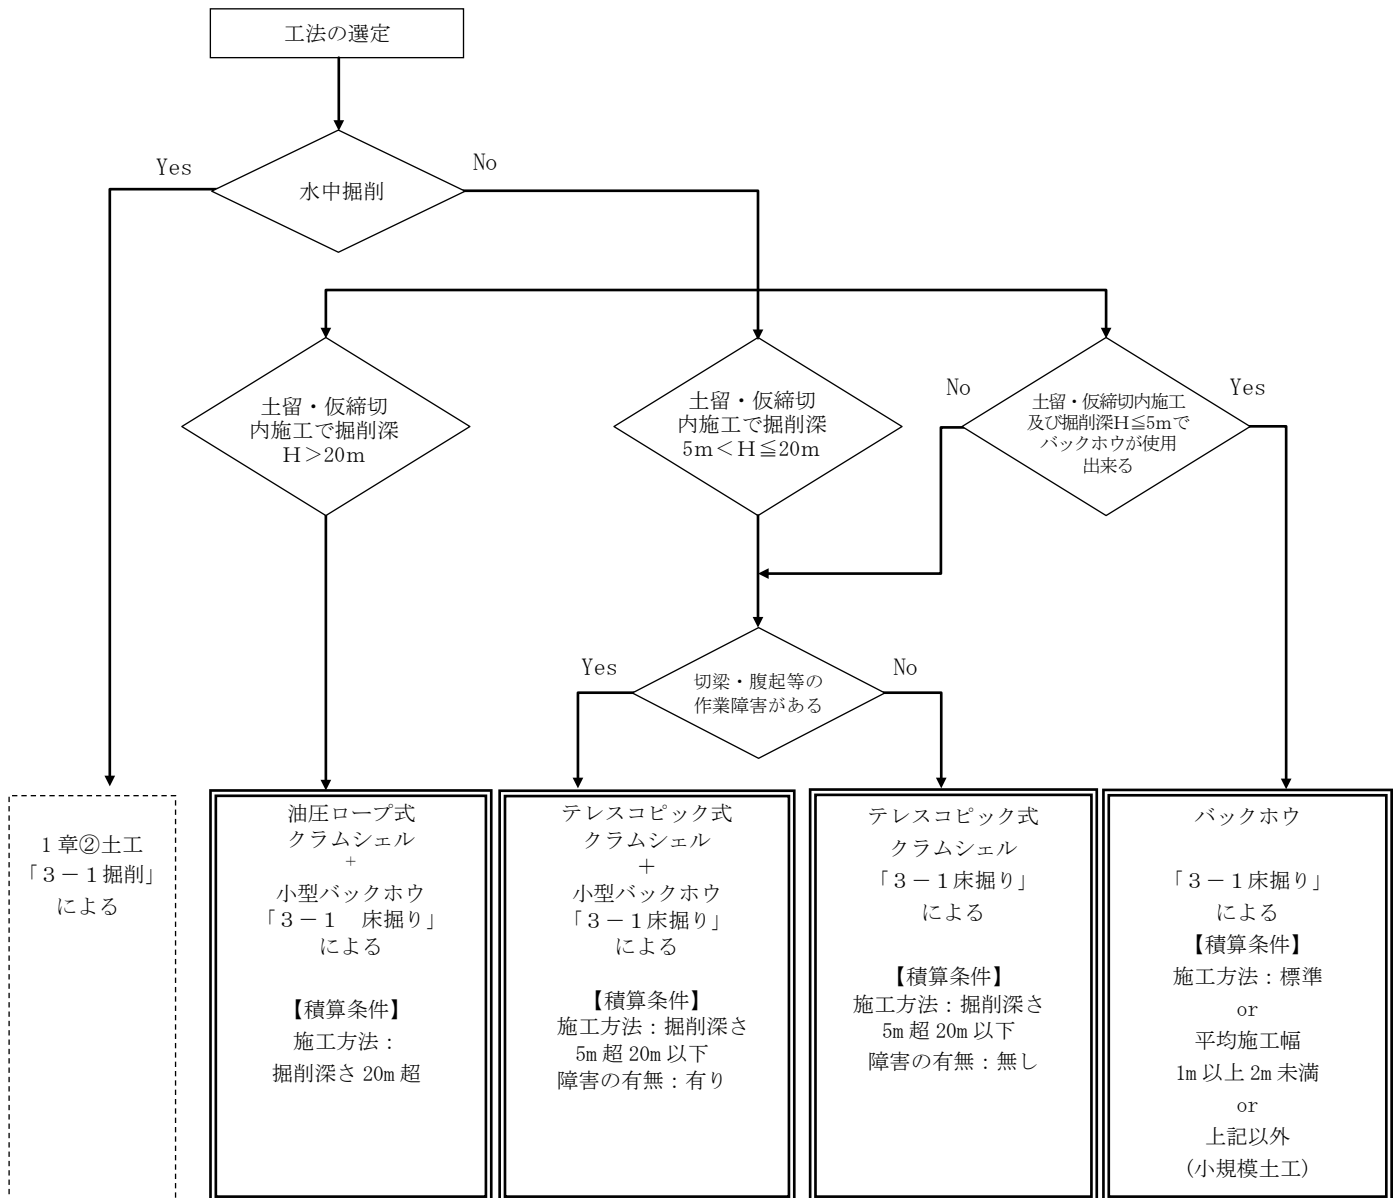 工法の選定
Yes
No
水中掘削
土留・仮締切
内施工で掘削深
H>20m
土留・仮締切
内施工で掘削深
5m<H≦20m
No
Yes
土留・仮締切内施工
及び掘削深H≦5mで
バックホウが使用
出来る
Yes
No
切梁・腹起等の
作業障害がある
1章②土工
「3-1掘削」
による
油圧ロープ式
クラムシェル
+
小型バックホウ
「3-1 床掘り」
による
【積算条件】
施工方法:
掘削深さ20m超
テレスコピック式
クラムシェル
+
小型バックホウ
「3-1床掘り」
による
【積算条件】
施工方法:掘削深さ
5m超20m以下
障害の有無:有り
テレスコピック式
クラムシェル
「3-1床掘り」
による
【積算条件】
施工方法:掘削深さ
5m超20m以下
障害の有無:無し
バックホウ
「3-1床掘り」
による
【積算条件】
施工方法:標準
or
平均施工幅
1m以上2m未満
or
上記以外
(小規模土工)